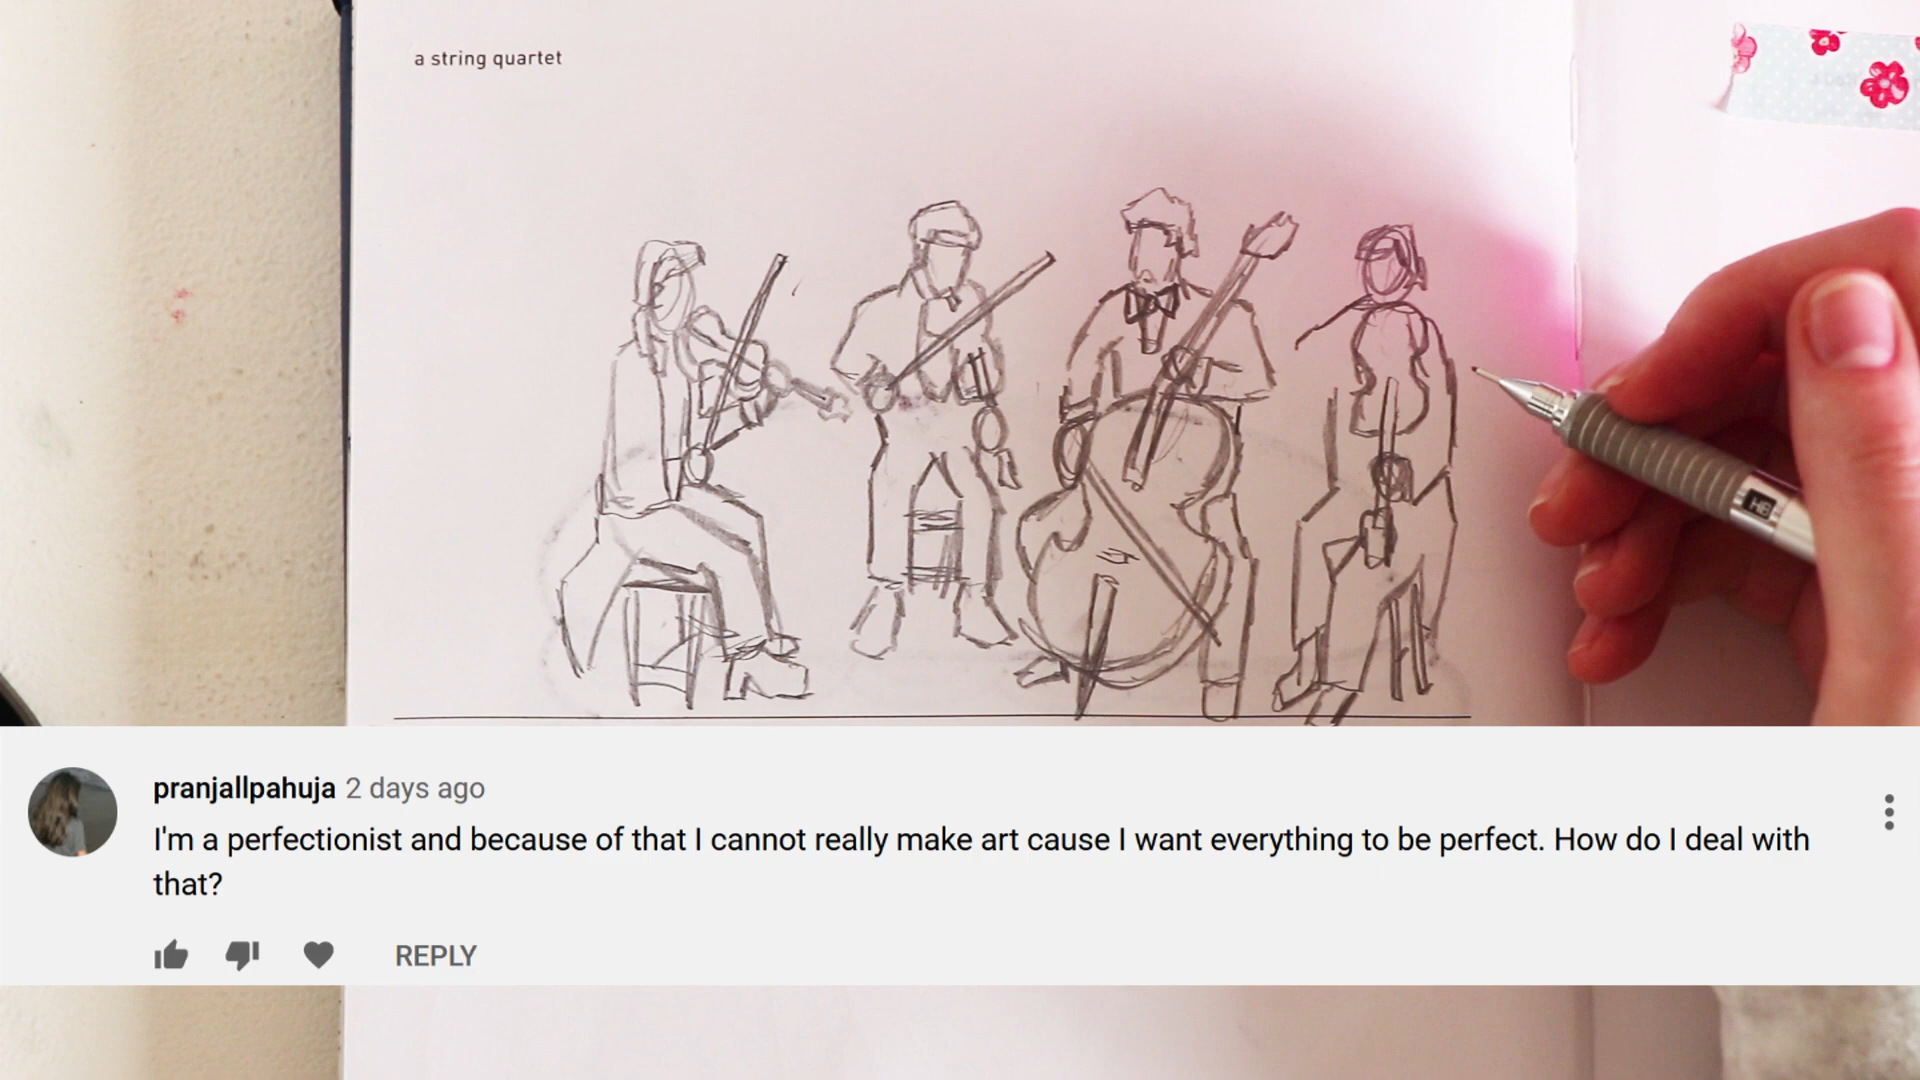 a string quartet
HB
pranjallpahuja 2 days ago
I'm a perfectionist and because of that I cannot really make art cause I want everything to be perfect. How do I deal with
that?
REPLY